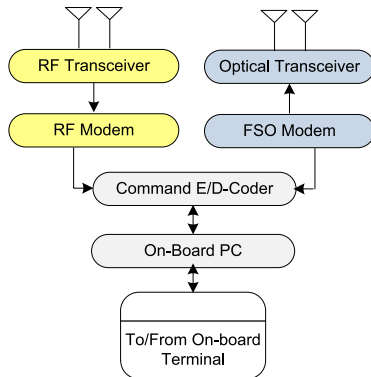 RF Transceiver
Optical Transceiver
RF Modem
FSO Modem
Command E/D-Coder
On-Board PC
To/From On-board
Terminal